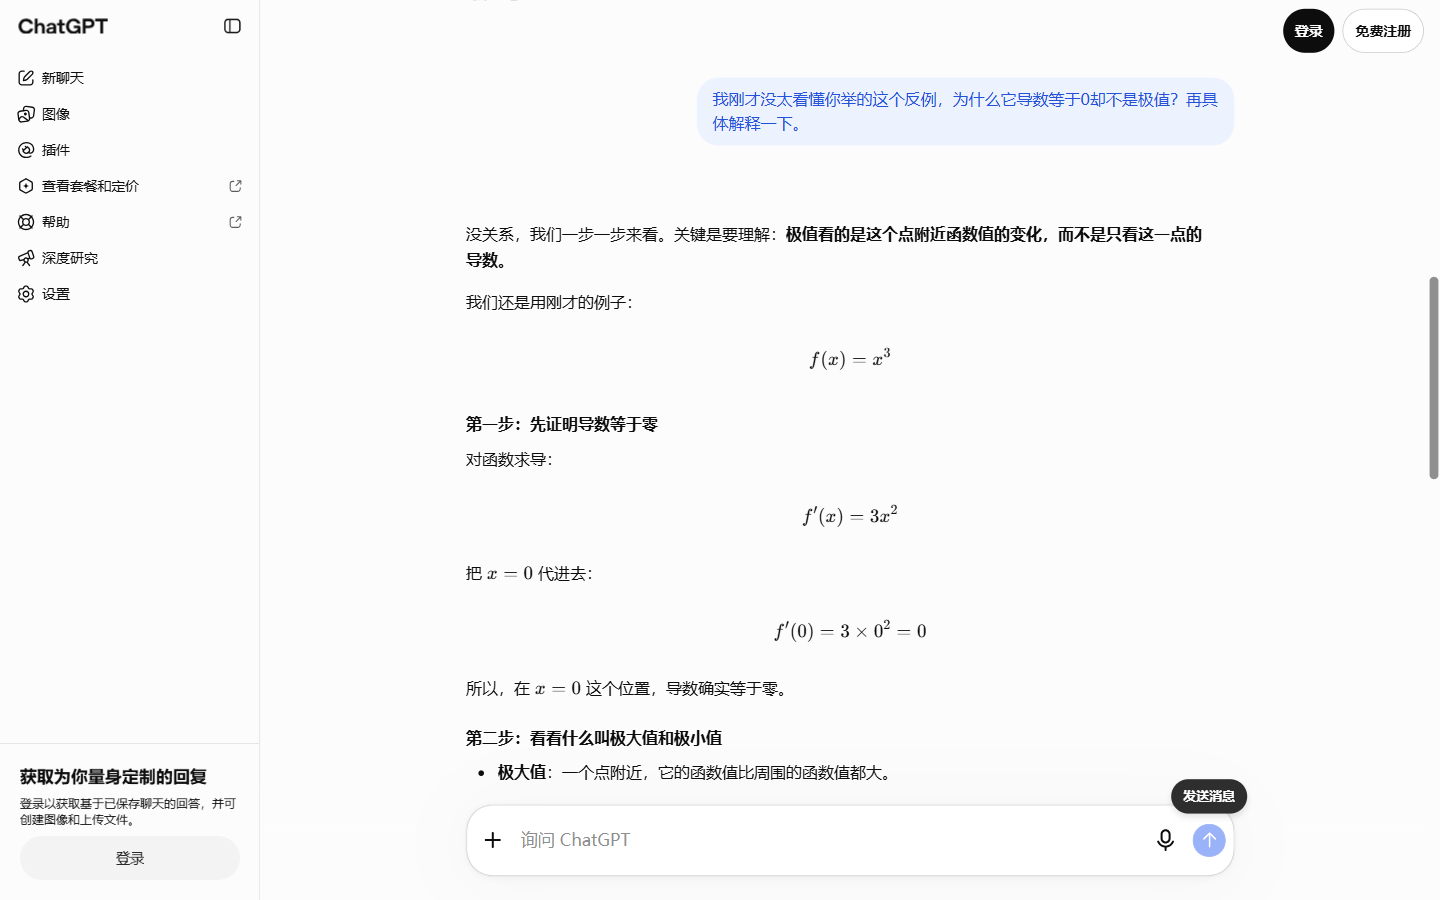 ChatGPT
新聊天
图像
插件
查看套餐和定价
帮助
深度研究
设置
获取为你量身定制的回复
登录以获取基于已保存聊天的回答，并可
创建图像和上传文件。
登录
登录
免费注册
我刚才没太看懂你举的这个反例，为什么它导数等于0却不是极值？再具
体解释一下。
没关系，我们一步一步来看。关键是要理解：极值看的是这个点附近函数值的变化，而不是只看这一点的
导数。
我们还是用刚才的例子：
f(x) = x³
第一步：先证明导数等于零
对函数求导：
f′(x) = 3x²
把 x = 0 代进去：
f′(0) = 3 × 0² = 0
所以，在 x = 0 这个位置，导数确实等于零。
第二步：看看什么叫极大值和极小值
• 极大值：一个点附近，它的函数值比周围的函数值都大。
发送消息
询问 ChatGPT